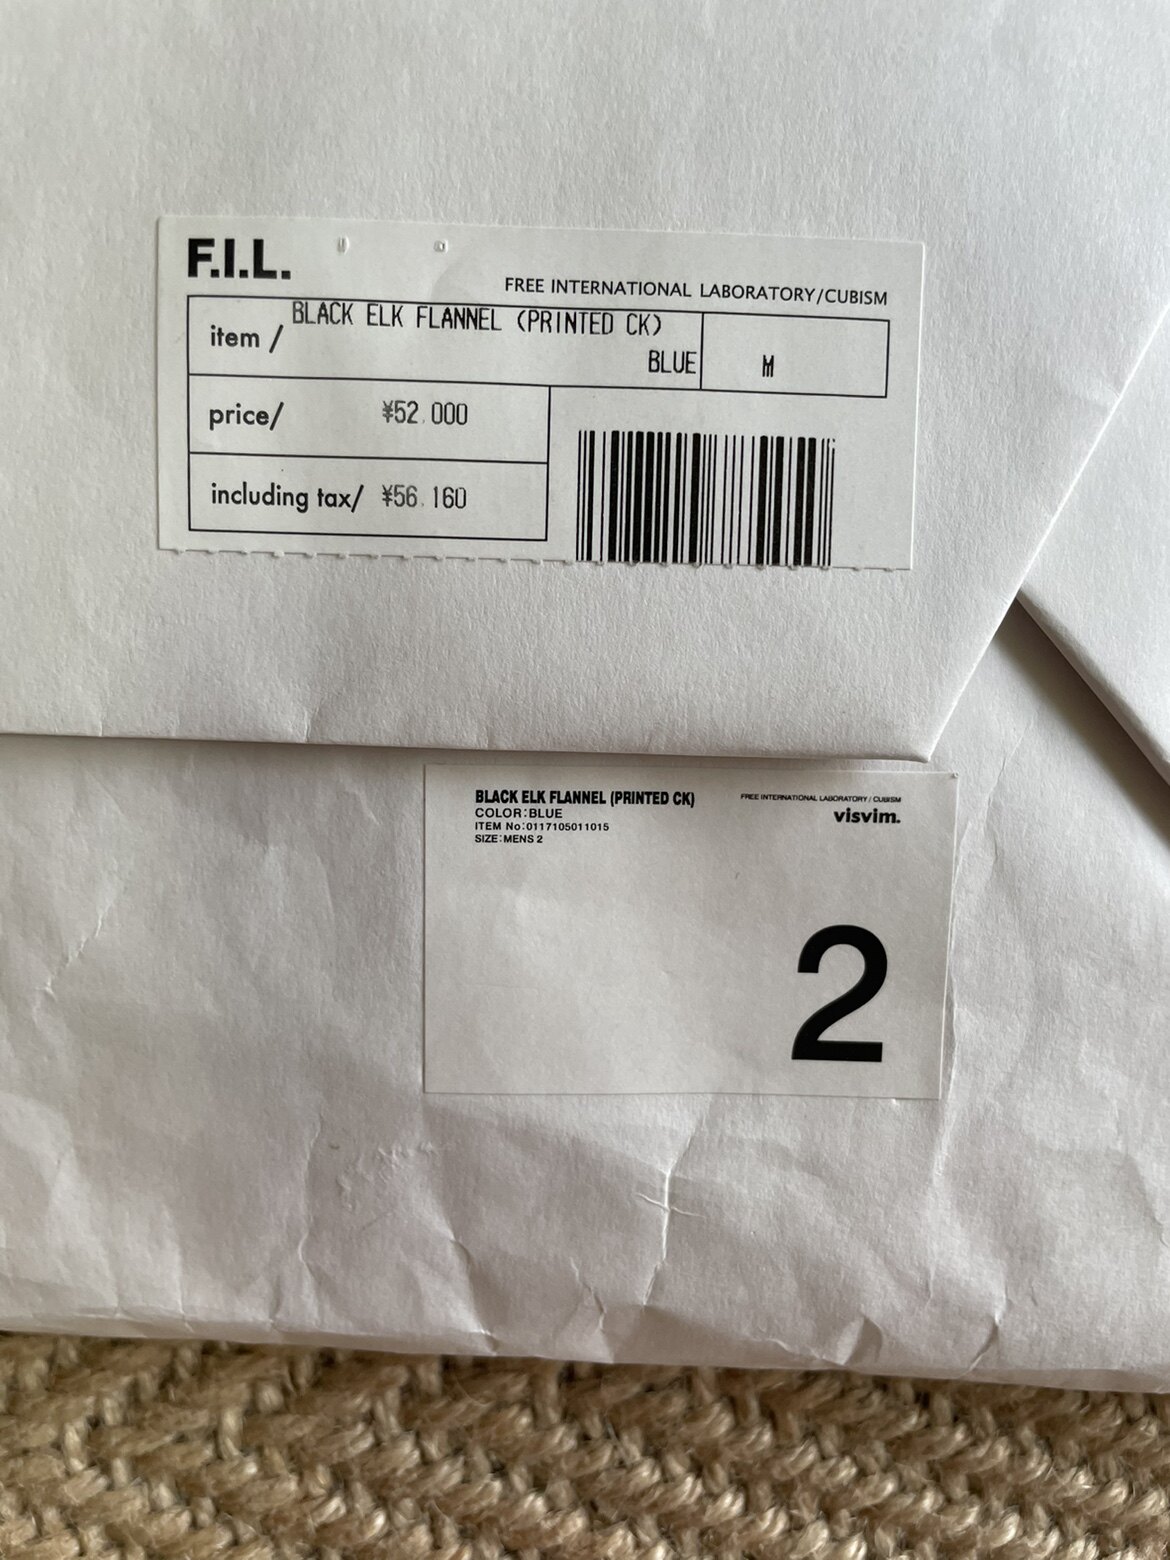 F.I.L.
FREE INTERNATIONAL LABORATORY/CUBISM
item / BLACK ELK FLANNEL (PRINTED CK)
BLUE M
price/ ¥52,000
including tax/ ¥56,160
BLACK ELK FLANNEL (PRINTED CK)
COLOR:BLUE
ITEM No:0117105011015
SIZE:MENS 2
FREE INTERNATIONAL LABORATORY / CUBISM
visvim.
2